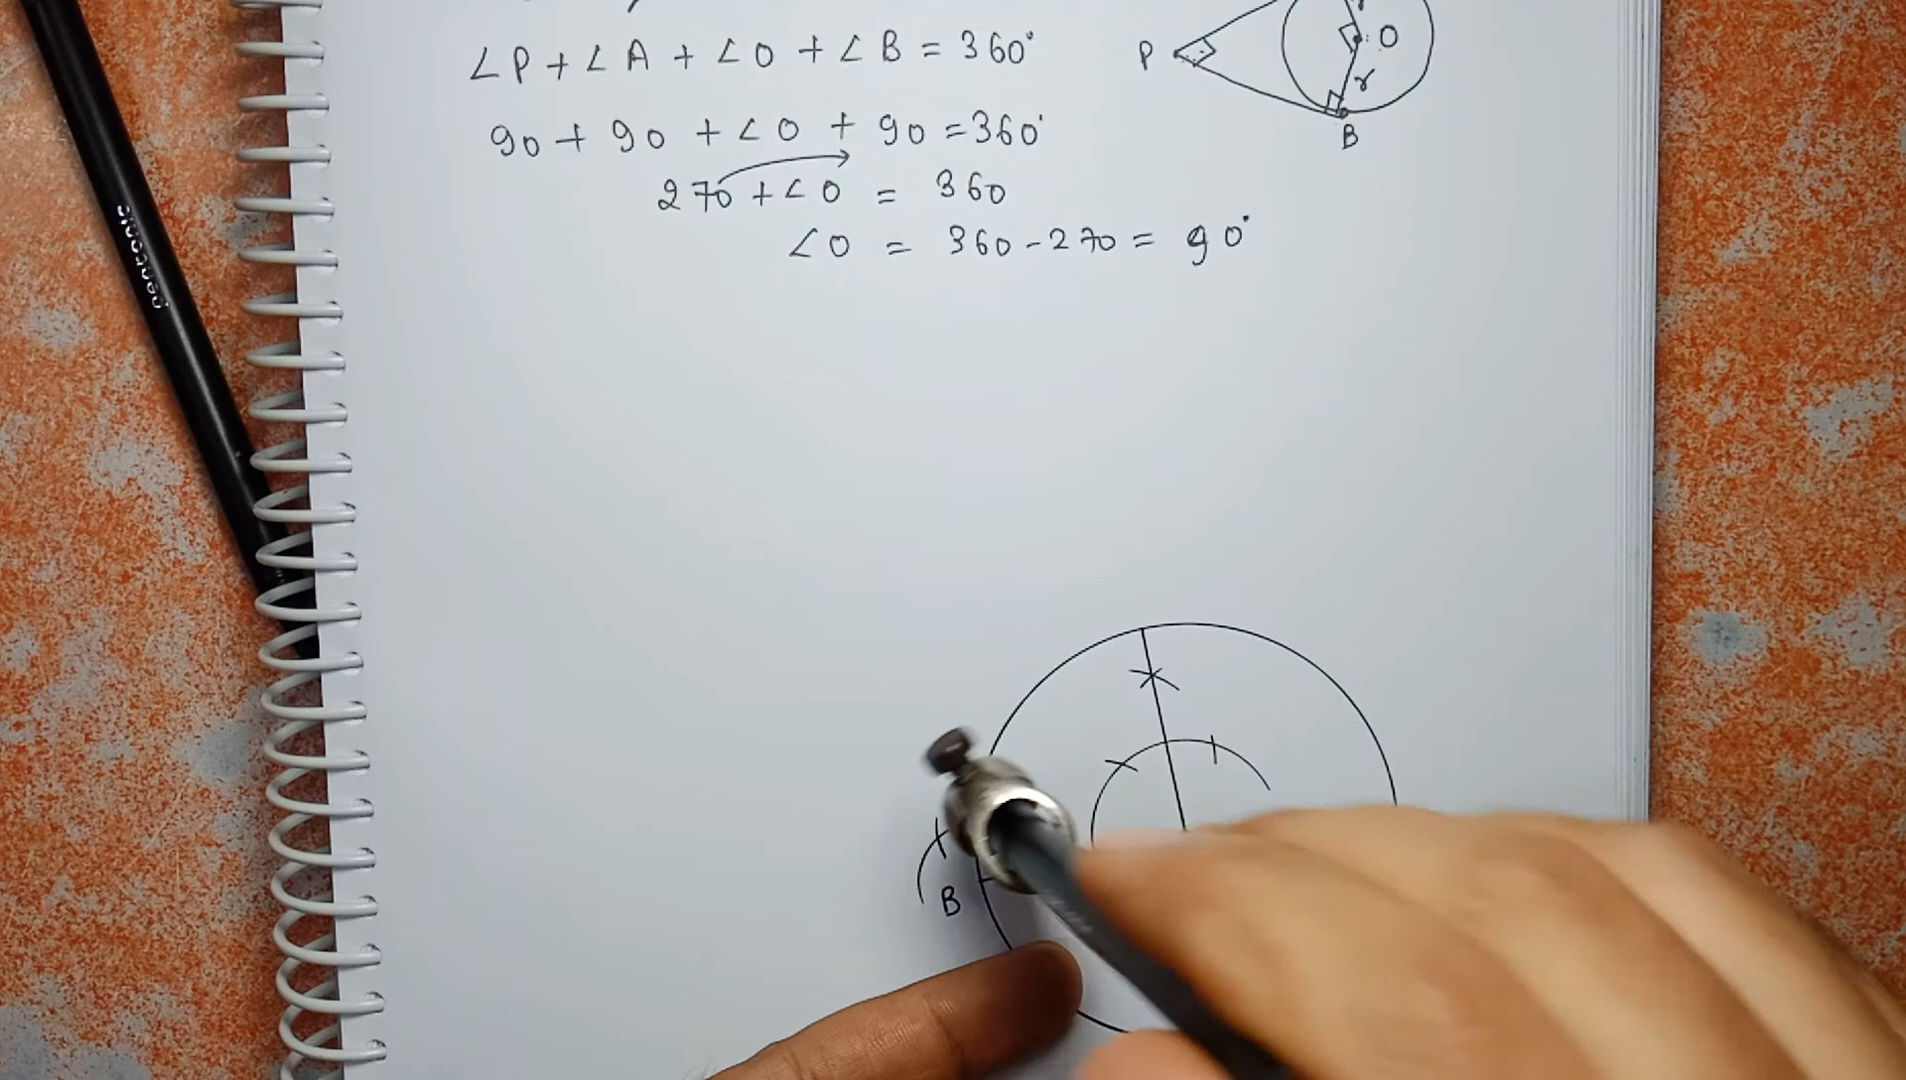 ∠P + ∠A + ∠O + ∠B = 360°
90 + 90 + ∠O + 90 = 360°
270 + ∠O = 360
∠O = 360 - 270 = 90°
P
r
O
r
B
B